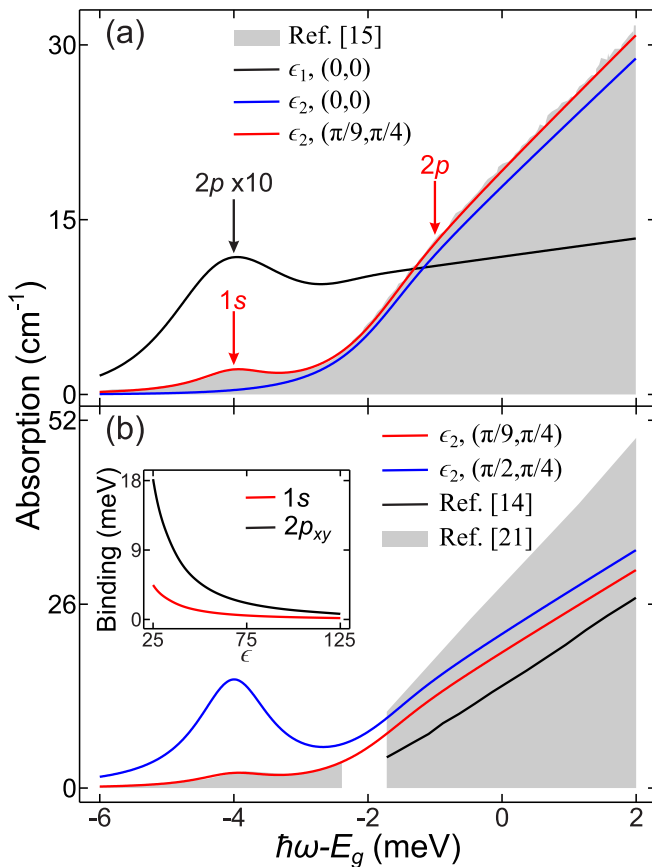 (a)
Ref. [15]
ϵ1, (0,0)
ϵ2, (0,0)
ϵ2, (π/9,π/4)
30
15
0
2p x10
2p
1s
Absorption (cm-1)
(b)
ϵ2, (π/9,π/4)
ϵ2, (π/2,π/4)
Ref. [14]
Ref. [21]
52
26
0
Binding (meV)
18
9
0
1s
2pxy
25 75 125
ϵ
-6 -4 -2 0 2
ħω-Eg (meV)